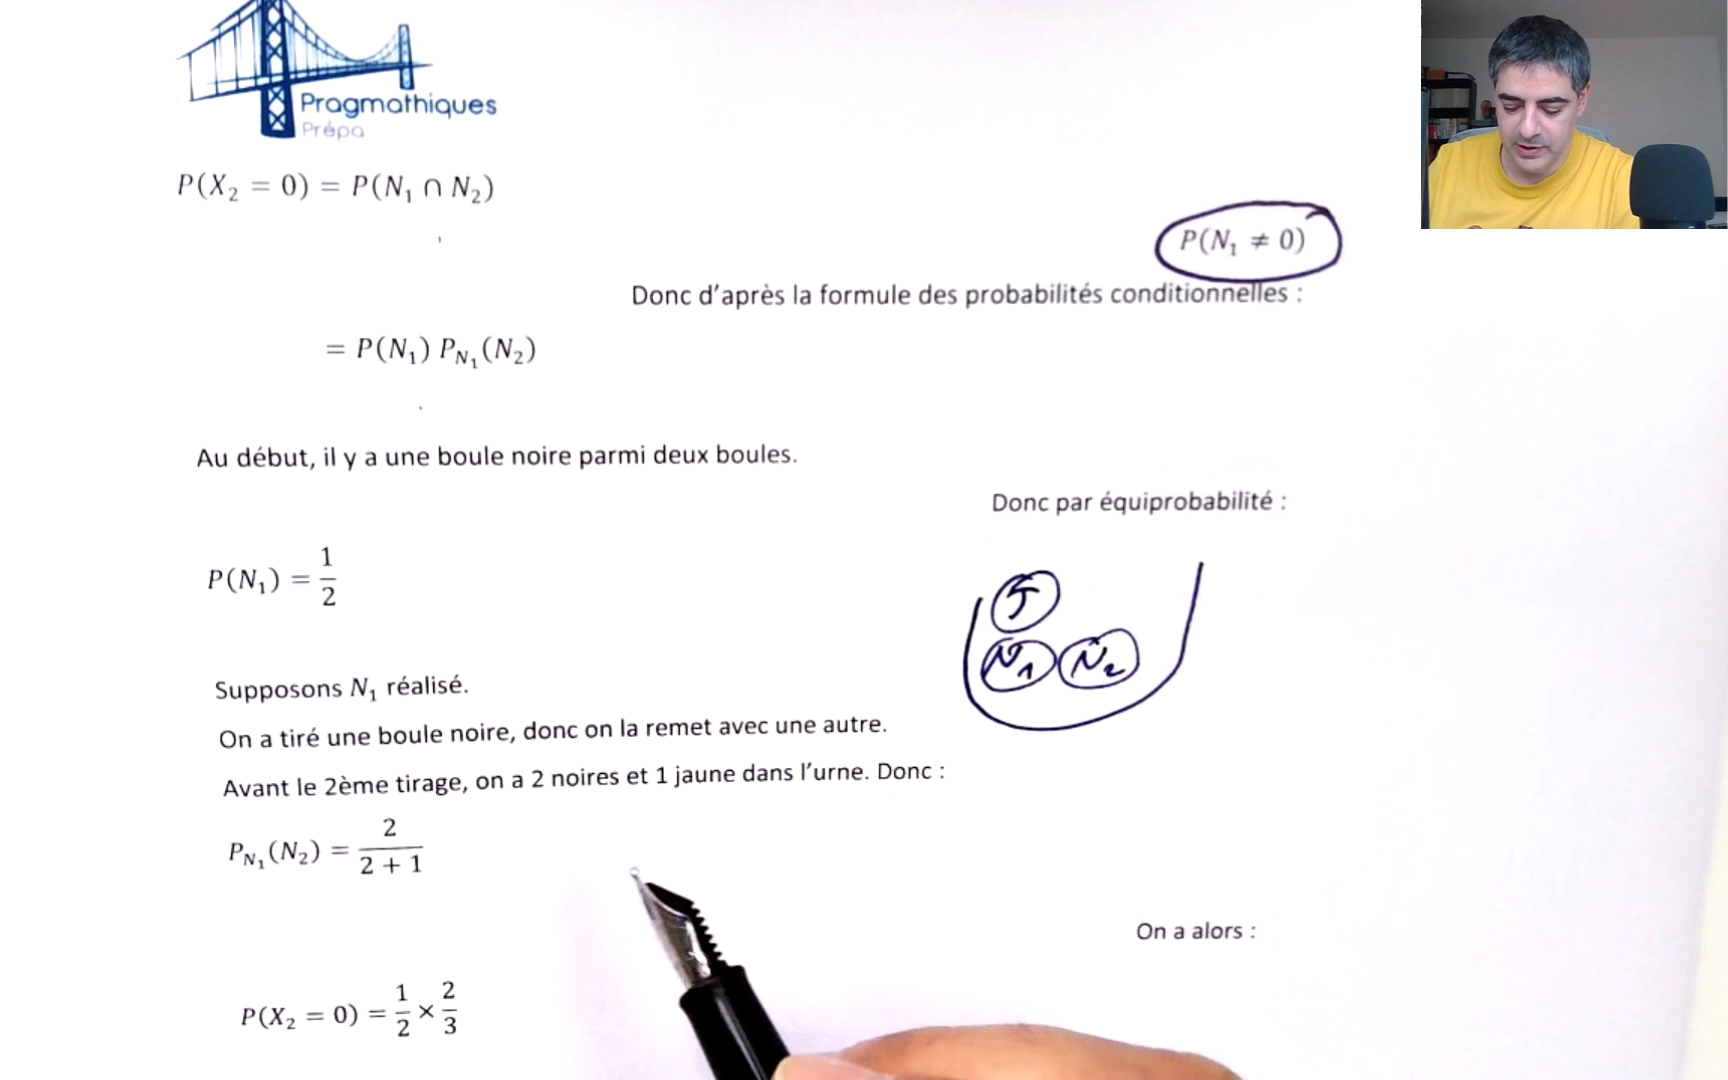 Pragmathiques
Prépa
P(X₂ = 0) = P(N₁ ∩ N₂)
P(N₁ ≠ 0)
Donc d'après la formule des probabilités conditionnelles :
= P(N₁) P_{N₁}(N₂)
Au début, il y a une boule noire parmi deux boules.
Donc par équiprobabilité :
P(N₁) = 1/2
J
N₁ N₂
Supposons N₁ réalisé.
On a tiré une boule noire, donc on la remet avec une autre.
Avant le 2ème tirage, on a 2 noires et 1 jaune dans l'urne. Donc :
P_{N₁}(N₂) = 2/(2 + 1)
On a alors :
P(X₂ = 0) = 1/2 × 2/3